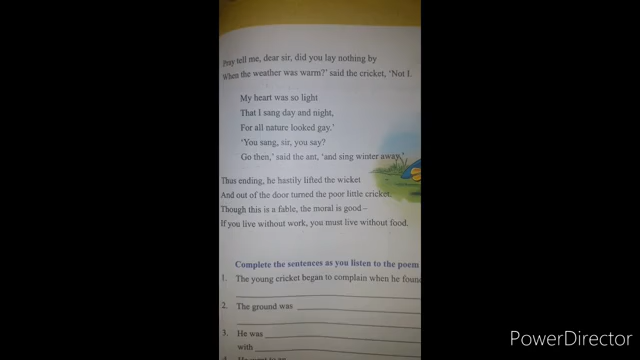 Pray tell me, dear sir, did you lay nothing by
When the weather was warm?' said the cricket, 'Not I.
My heart was so light
That I sang day and night,
For all nature looked gay.'
'You sang, sir, you say?
Go then,' said the ant, 'and sing winter away.'
Thus ending, he hastily lifted the wicket
And out of the door turned the poor little cricket.
Though this is a fable, the moral is good –
If you live without work, you must live without food.
Complete the sentences as you listen to the poem
1. The young cricket began to complain when he found
2. The ground was
3. He was
with
PowerDirector